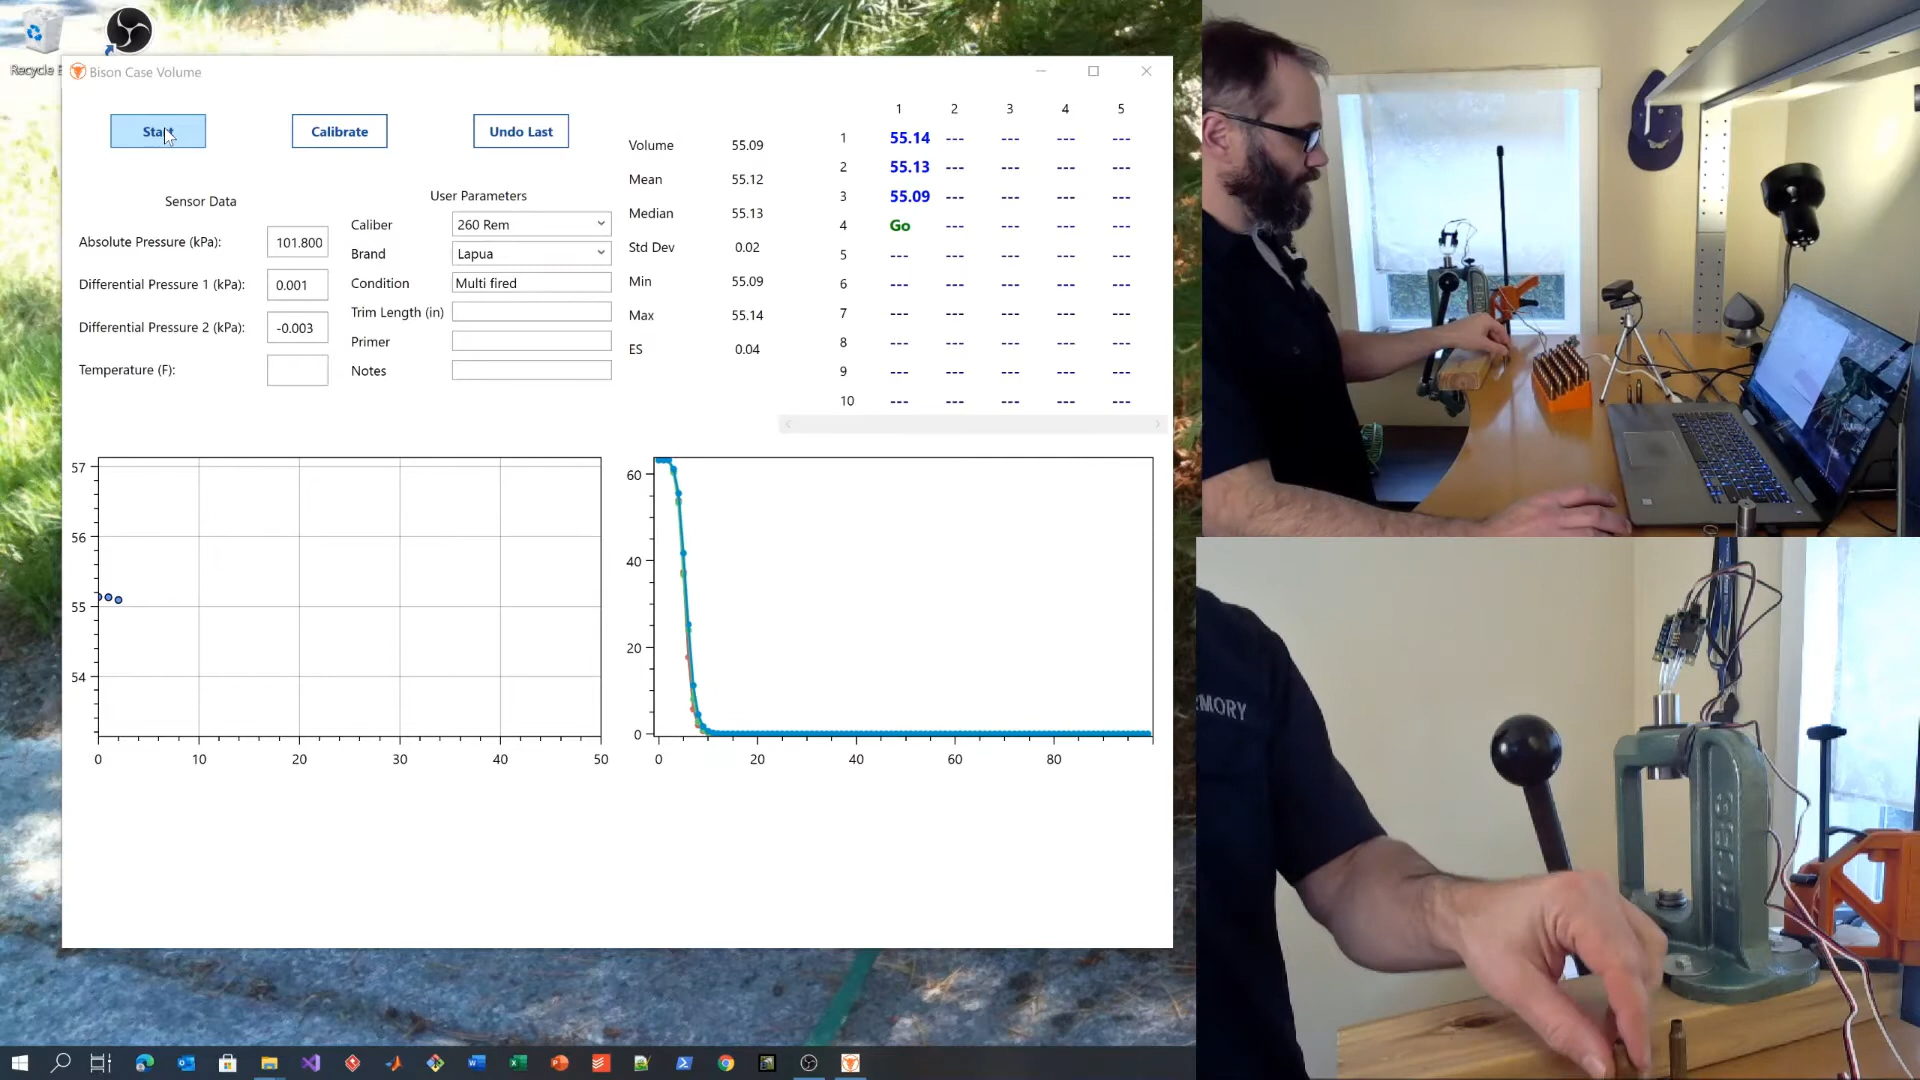 Recycle B
Bison Case Volume
Start
Calibrate
Undo Last
Sensor Data
Absolute Pressure (kPa): 101.800
Differential Pressure 1 (kPa): 0.001
Differential Pressure 2 (kPa): -0.003
Temperature (F):
User Parameters
Caliber 260 Rem
Brand Lapua
Condition Multi fired
Trim Length (in)
Primer
Notes
Volume 55.09
Mean 55.12
Median 55.13
Std Dev 0.02
Min 55.09
Max 55.14
ES 0.04
1 2 3 4 5
1 55.14 --- --- --- ---
2 55.13 --- --- --- ---
3 55.09 --- --- --- ---
4 Go --- --- --- ---
5 --- --- --- --- ---
6 --- --- --- --- ---
7 --- --- --- --- ---
8 --- --- --- --- ---
9 --- --- --- --- ---
10 --- --- --- --- ---
57
56
55
54
0 10 20 30 40 50
60
40
20
0
0 20 40 60 80
RMORY
RCBS